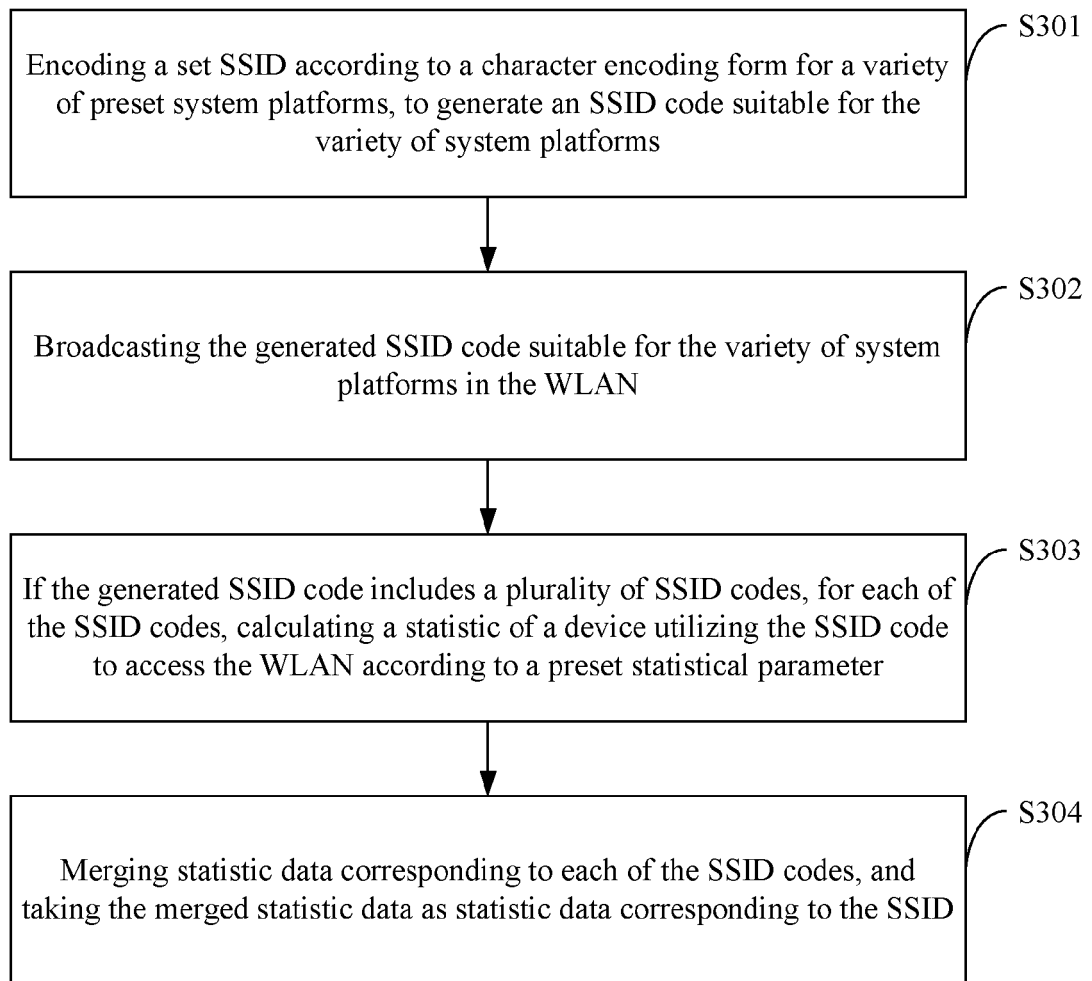 S301
Encoding a set SSID according to a character encoding form for a variety
of preset system platforms, to generate an SSID code suitable for the
variety of system platforms
S302
Broadcasting the generated SSID code suitable for the variety of system
platforms in the WLAN
S303
If the generated SSID code includes a plurality of SSID codes, for each of
the SSID codes, calculating a statistic of a device utilizing the SSID code
to access the WLAN according to a preset statistical parameter
S304
Merging statistic data corresponding to each of the SSID codes, and
taking the merged statistic data as statistic data corresponding to the SSID